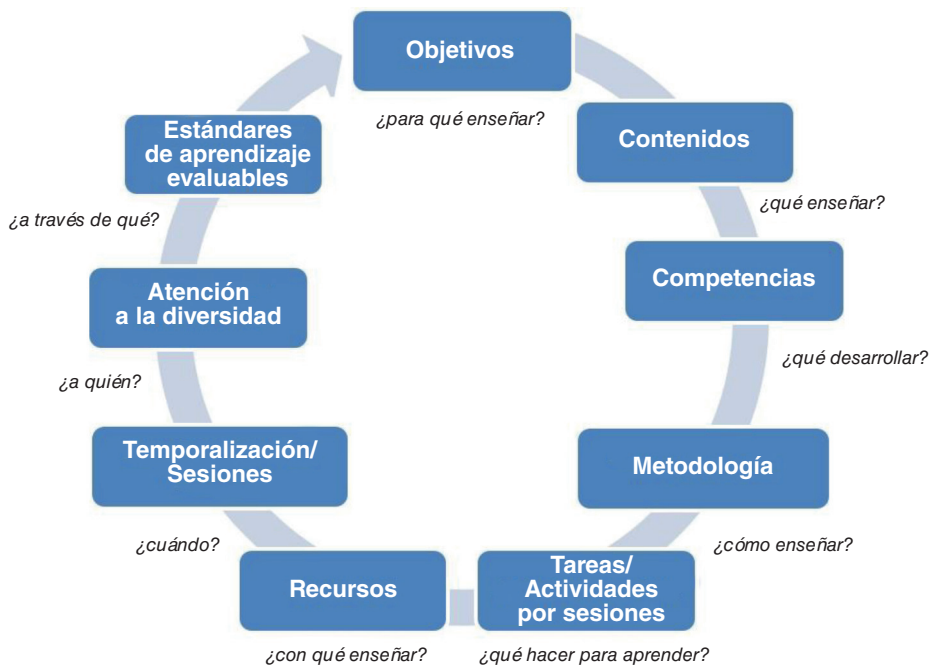 Objetivos
¿para qué enseñar?
Contenidos
¿qué enseñar?
Competencias
¿qué desarrollar?
Metodología
¿cómo enseñar?
Tareas/
Actividades
por sesiones
¿qué hacer para aprender?
Recursos
¿con qué enseñar?
Temporalización/
Sesiones
¿cuándo?
Atención
a la diversidad
¿a quién?
Estándares
de aprendizaje
evaluables
¿a través de qué?